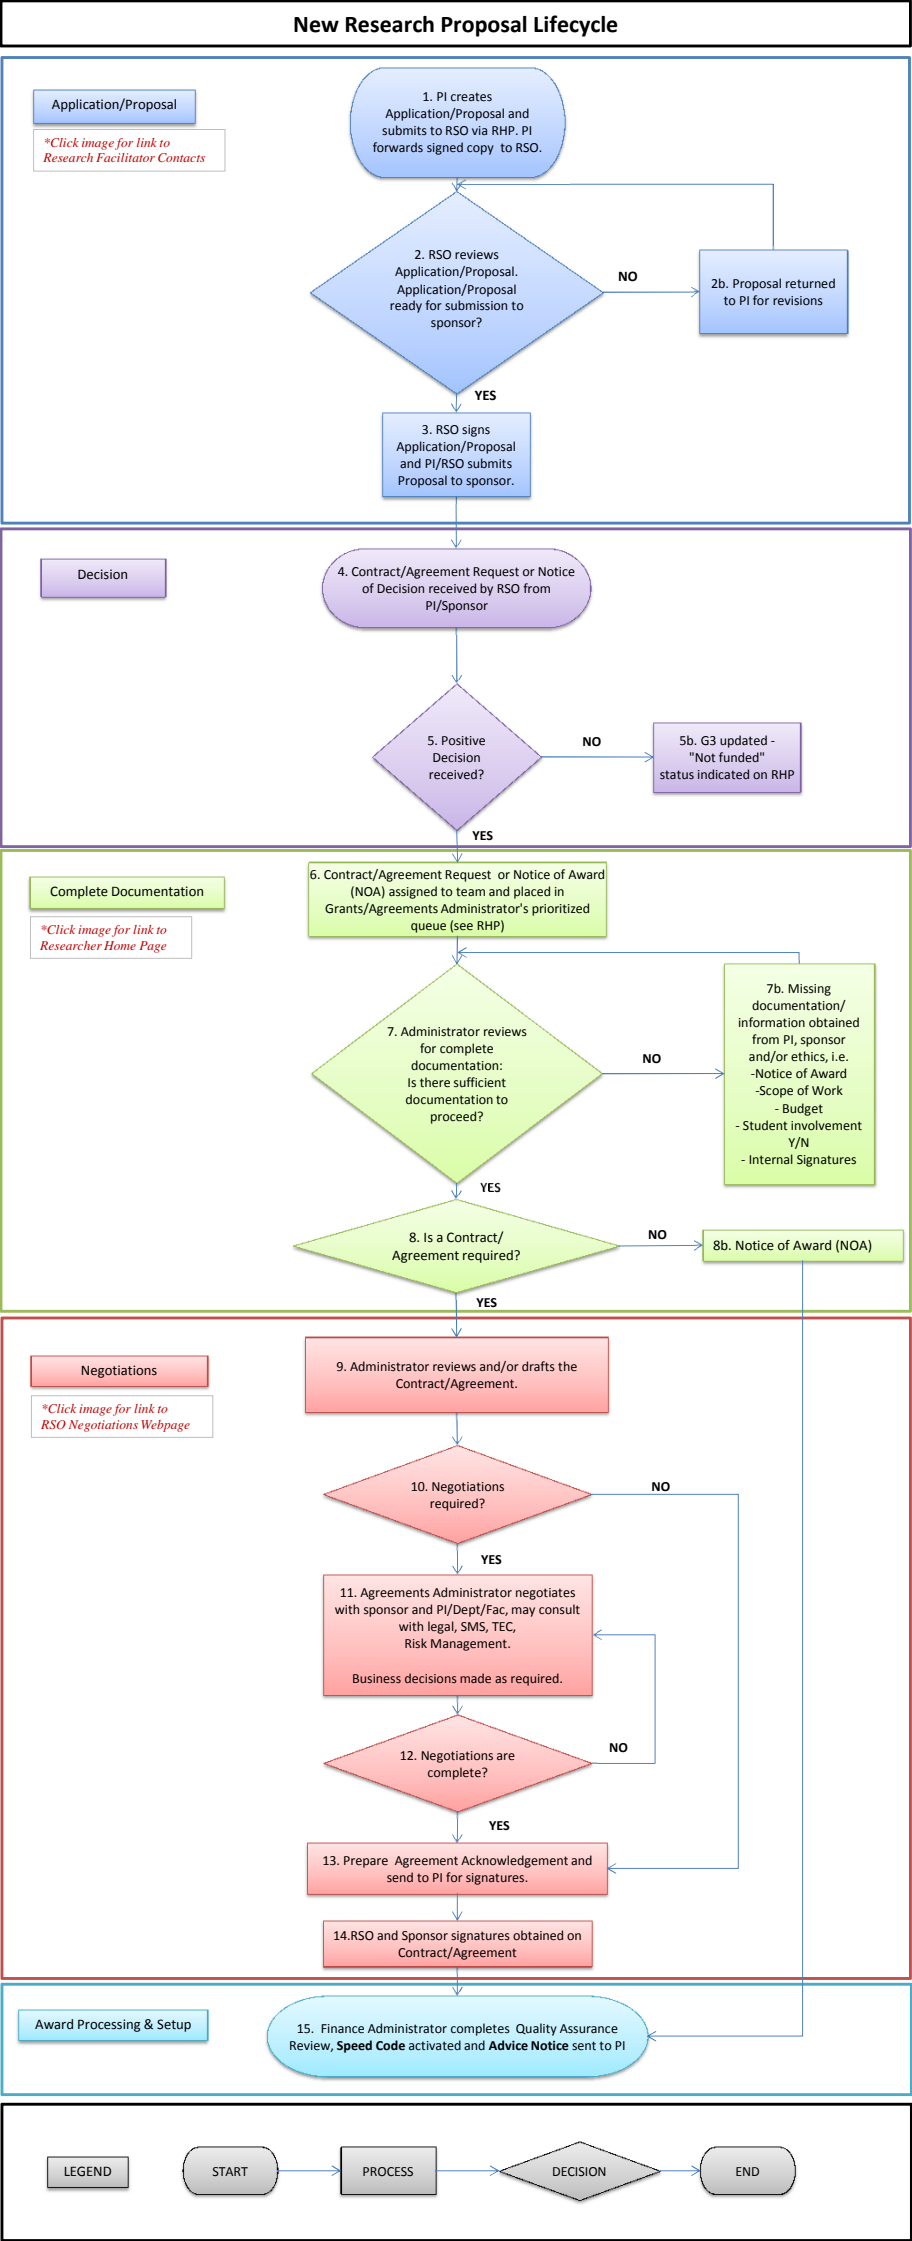 New Research Proposal Lifecycle
Application/Proposal
*Click image for link to
Research Facilitator Contacts
1. PI creates
Application/Proposal and
submits to RSO via RHP. PI
forwards signed copy  to RSO.
2. RSO reviews
Application/Proposal.
Application/Proposal
ready for submission to
sponsor?
NO
2b. Proposal returned
to PI for revisions
YES
3. RSO signs
Application/Proposal
and PI/RSO submits
Proposal to sponsor.
Decision
4. Contract/Agreement Request or Notice
of Decision received by RSO from
PI/Sponsor
5. Positive
Decision
received?
NO
5b. G3 updated -
"Not funded"
status indicated on RHP
YES
Complete Documentation
*Click image for link to
Researcher Home Page
6. Contract/Agreement Request  or Notice of Award
(NOA) assigned to team and placed in
Grants/Agreements Administrator's prioritized
queue (see RHP)
7. Administrator reviews
for complete
documentation:
Is there sufficient
documentation to
proceed?
NO
7b. Missing
documentation/
information obtained
from PI, sponsor
and/or ethics, i.e.
-Notice of Award
-Scope of Work
- Budget
- Student involvement
Y/N
- Internal Signatures
YES
8. Is a Contract/
Agreement required?
NO
8b. Notice of Award (NOA)
YES
Negotiations
*Click image for link to
RSO Negotiations Webpage
9. Administrator reviews and/or drafts the
Contract/Agreement.
10. Negotiations
required?
NO
YES
11. Agreements Administrator negotiates
with sponsor and PI/Dept/Fac, may consult
with legal, SMS, TEC,
Risk Management.
Business decisions made as required.
12. Negotiations are
complete?
NO
YES
13. Prepare  Agreement Acknowledgement and
send to PI for signatures.
14.RSO and Sponsor signatures obtained on
Contract/Agreement
Award Processing & Setup
15.  Finance Administrator completes  Quality Assurance
Review, Speed Code activated and Advice Notice sent to PI
LEGEND
START
PROCESS
DECISION
END